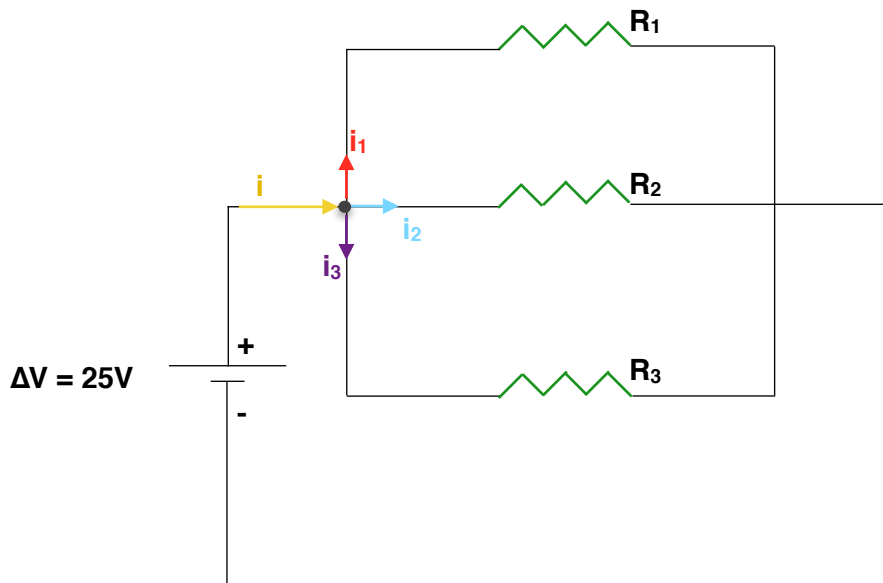 R₁
i₁
i
R₂
i₂
i₃
+
R₃
ΔV = 25V
-